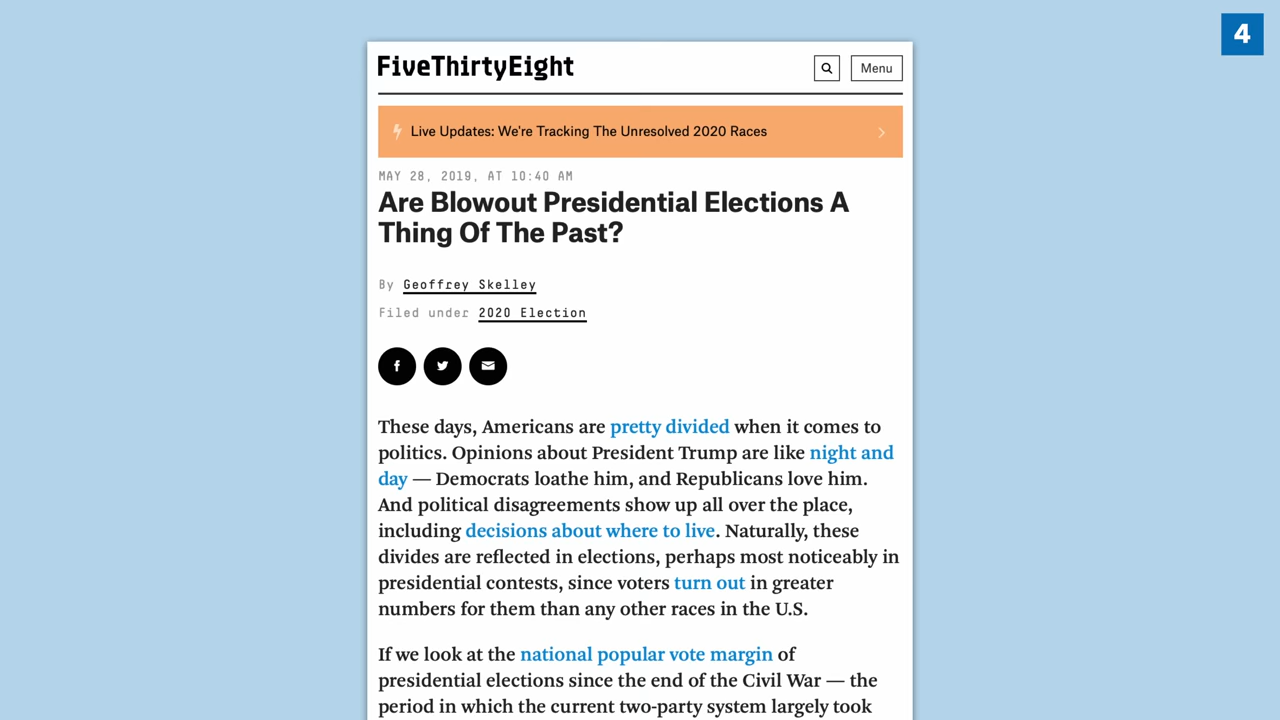 4
FiveThirtyEight
Menu
Live Updates: We're Tracking The Unresolved 2020 Races
MAY 28, 2019, AT 10:40 AM
Are Blowout Presidential Elections A
Thing Of The Past?
By Geoffrey Skelley
Filed under 2020 Election
These days, Americans are pretty divided when it comes to
politics. Opinions about President Trump are like night and
day — Democrats loathe him, and Republicans love him.
And political disagreements show up all over the place,
including decisions about where to live. Naturally, these
divides are reflected in elections, perhaps most noticeably in
presidential contests, since voters turn out in greater
numbers for them than any other races in the U.S.
If we look at the national popular vote margin of
presidential elections since the end of the Civil War — the
period in which the current two-party system largely took